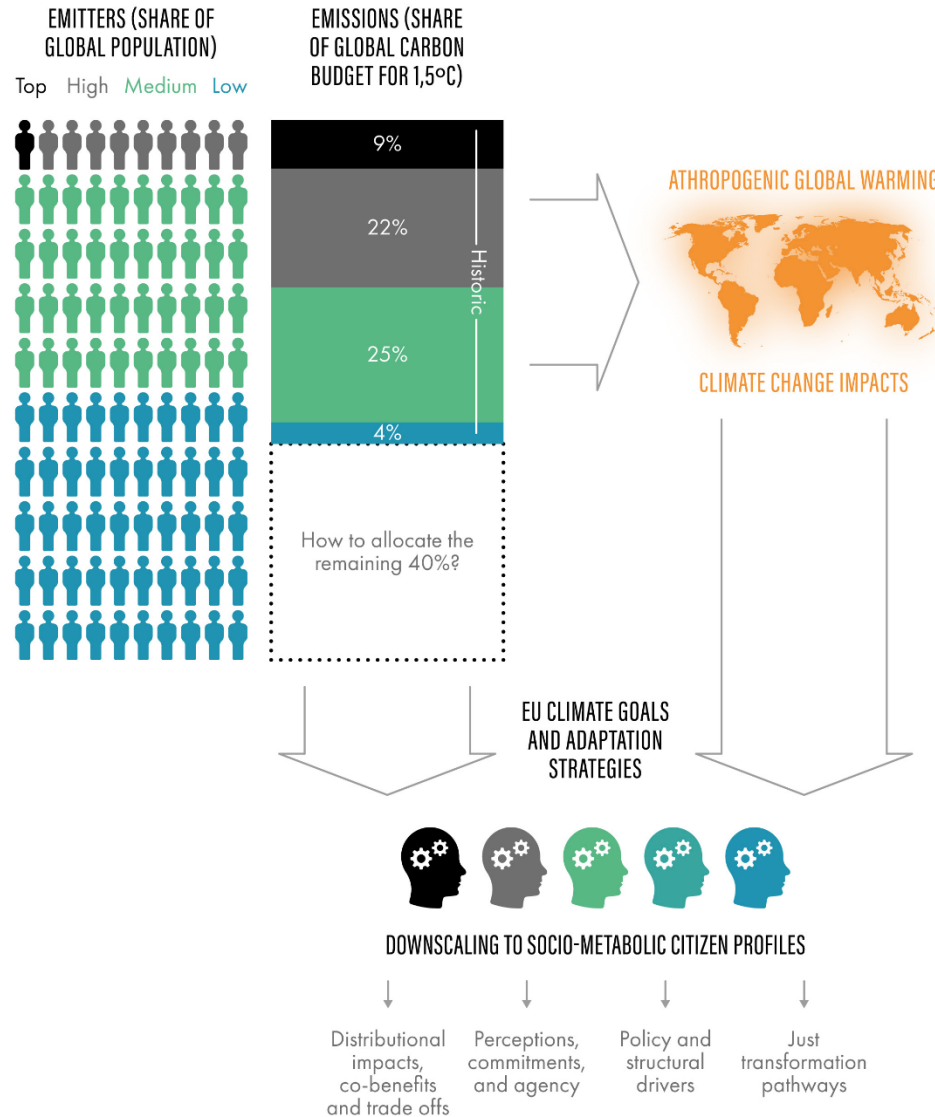 EMITTERS (SHARE OF
GLOBAL POPULATION)
Top High Medium Low
EMISSIONS (SHARE
OF GLOBAL CARBON
BUDGET FOR 1,5ºC)
9%
22%
Historic
25%
4%
How to allocate the
remaining 40%?
ATHROPOGENIC GLOBAL WARMING
CLIMATE CHANGE IMPACTS
EU CLIMATE GOALS
AND ADAPTATION
STRATEGIES
DOWNSCALING TO SOCIO-METABOLIC CITIZEN PROFILES
Distributional
impacts,
co-benefits
and trade offs
Perceptions,
commitments,
and agency
Policy and
structural
drivers
Just
transformation
pathways